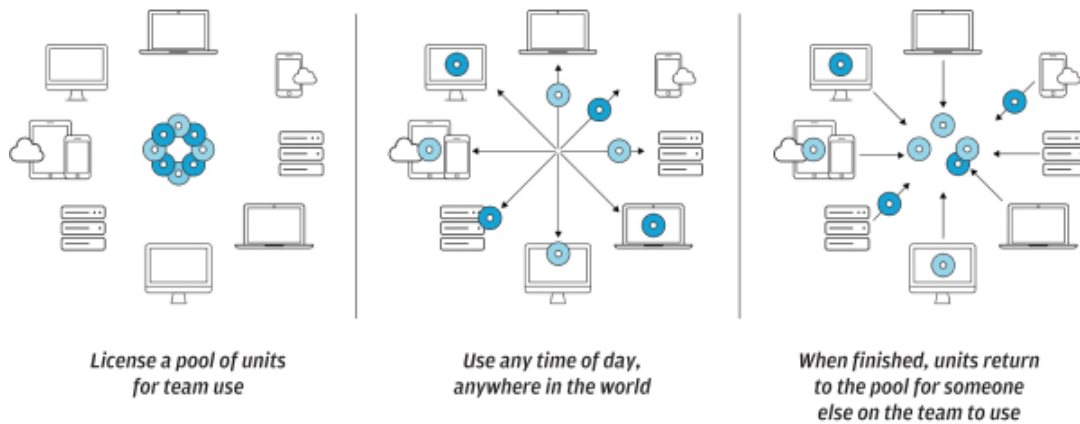 License a pool of units
for team use
Use any time of day,
anywhere in the world
When finished, units return
to the pool for someone
else on the team to use